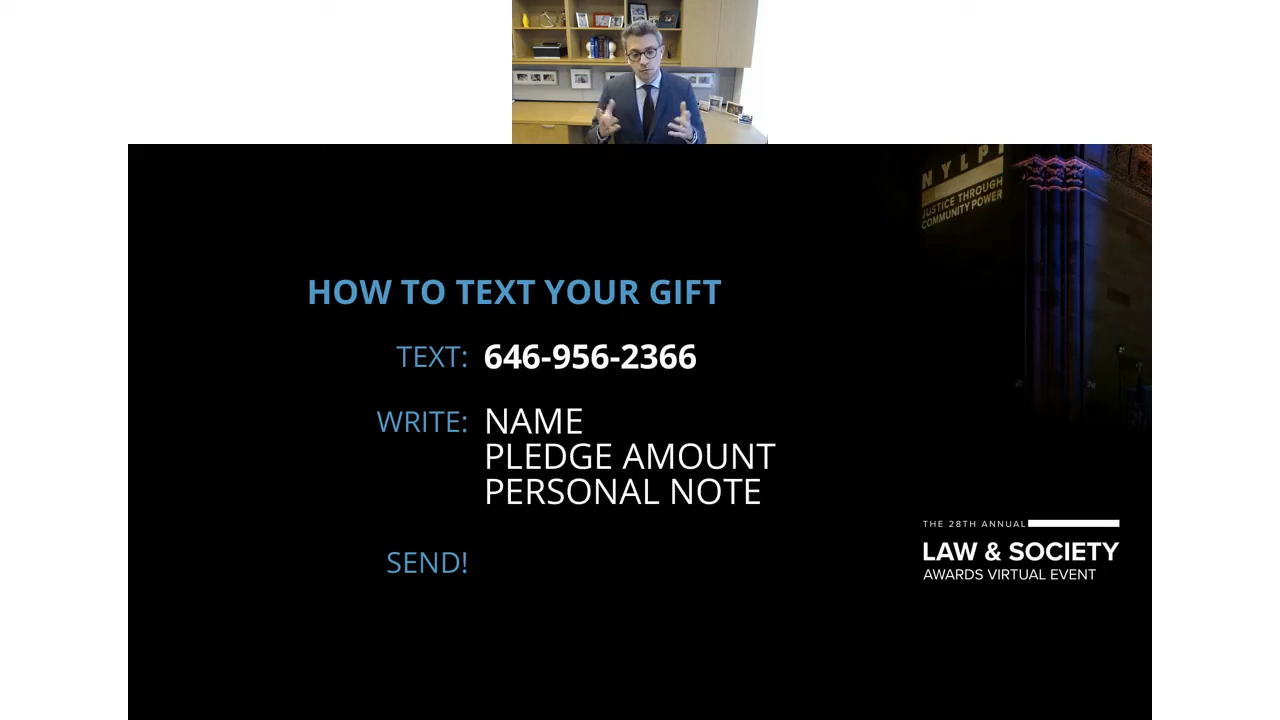 NYLPI
JUSTICE THROUGH
COMMUNITY POWER
HOW TO TEXT YOUR GIFT
TEXT: 646-956-2366
WRITE: NAME
PLEDGE AMOUNT
PERSONAL NOTE
SEND!
THE 28TH ANNUAL
LAW & SOCIETY
AWARDS VIRTUAL EVENT